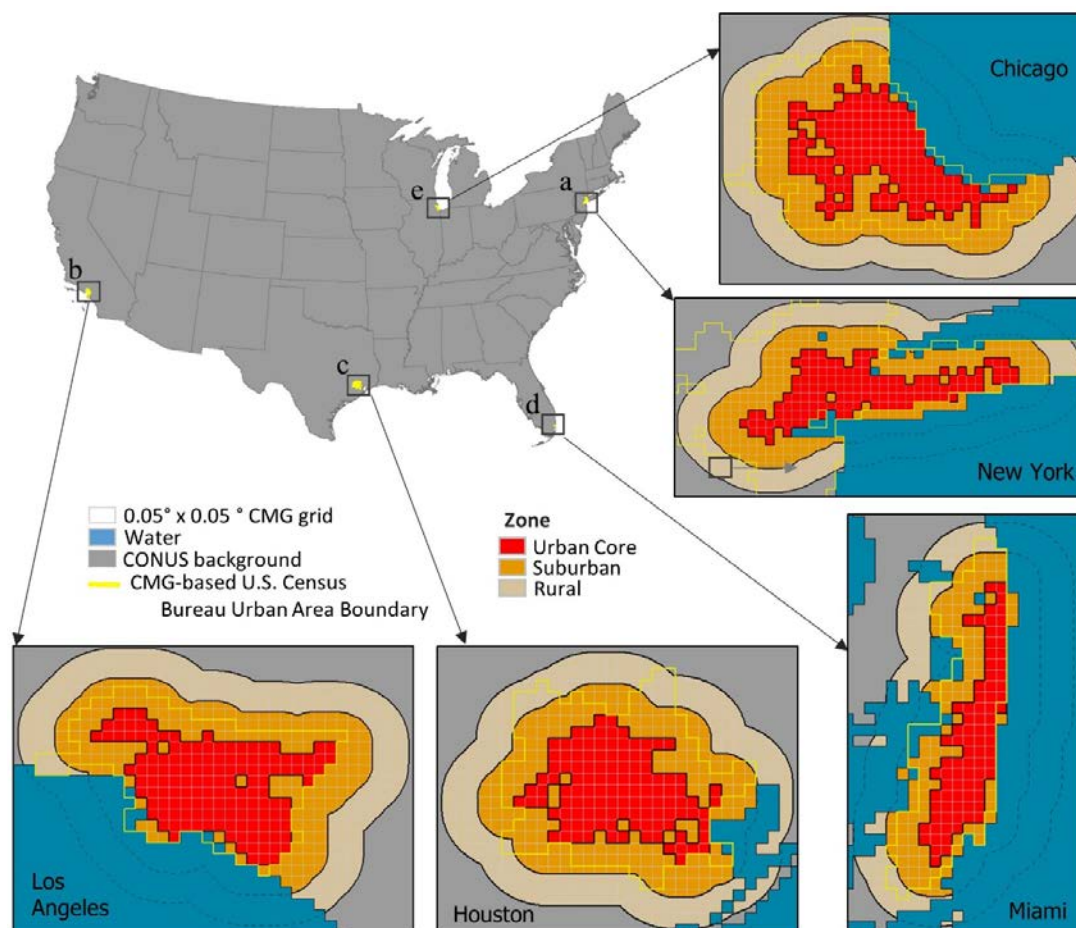 Chicago
e
a
b
c
d
New York
0.05° x 0.05 ° CMG grid
Water
CONUS background
CMG-based U.S. Census
Bureau Urban Area Boundary
Zone
Urban Core
Suburban
Rural
Los
Angeles
Houston
Miami